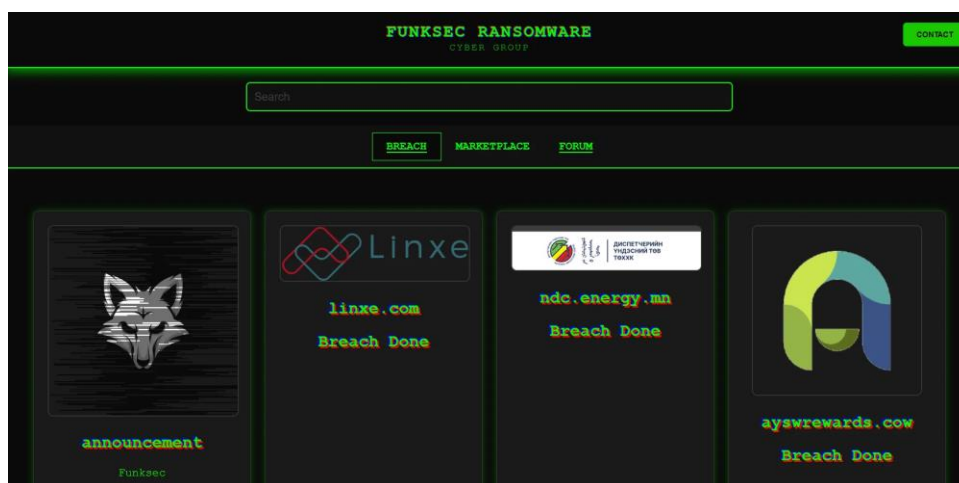 FUNKSEC RANSOMWARE
CYBER GROUP
CONTACT
Search
BREACH MARKETPLACE FORUM
announcement
Funksec
Linxe
linxe.com
Breach Done
ДИСПЕТЧЕРИЙН
ҮНДЭСНИЙ ТӨВ
ТӨХХК
ndc.energy.mn
Breach Done
ayswrewards.cow
Breach Done